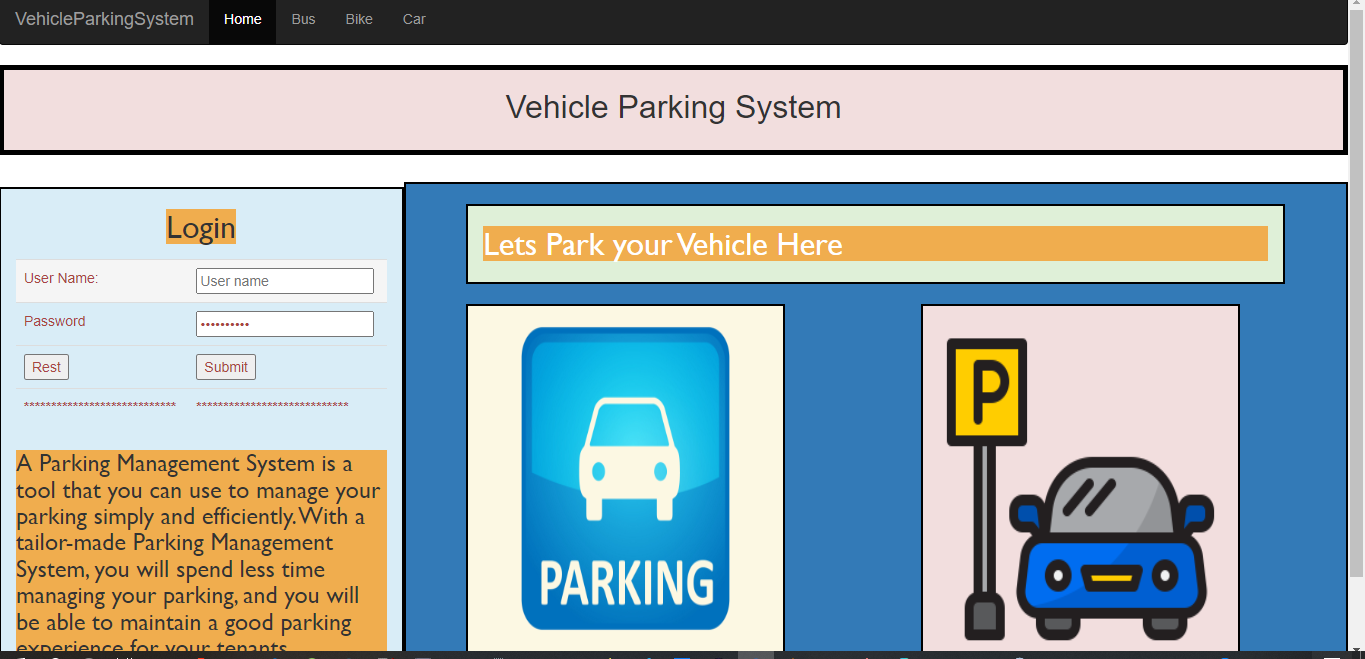 VehicleParkingSystem Home Bus Bike Car
Vehicle Parking System
Login
User Name: User name
Password ••••••••••
Rest Submit
**************************** ****************************
A Parking Management System is a
tool that you can use to manage your
parking simply and efficiently. With a
tailor-made Parking Management
System, you will spend less time
managing your parking, and you will
be able to maintain a good parking
experience for your tenants
Lets Park your Vehicle Here
PARKING
P